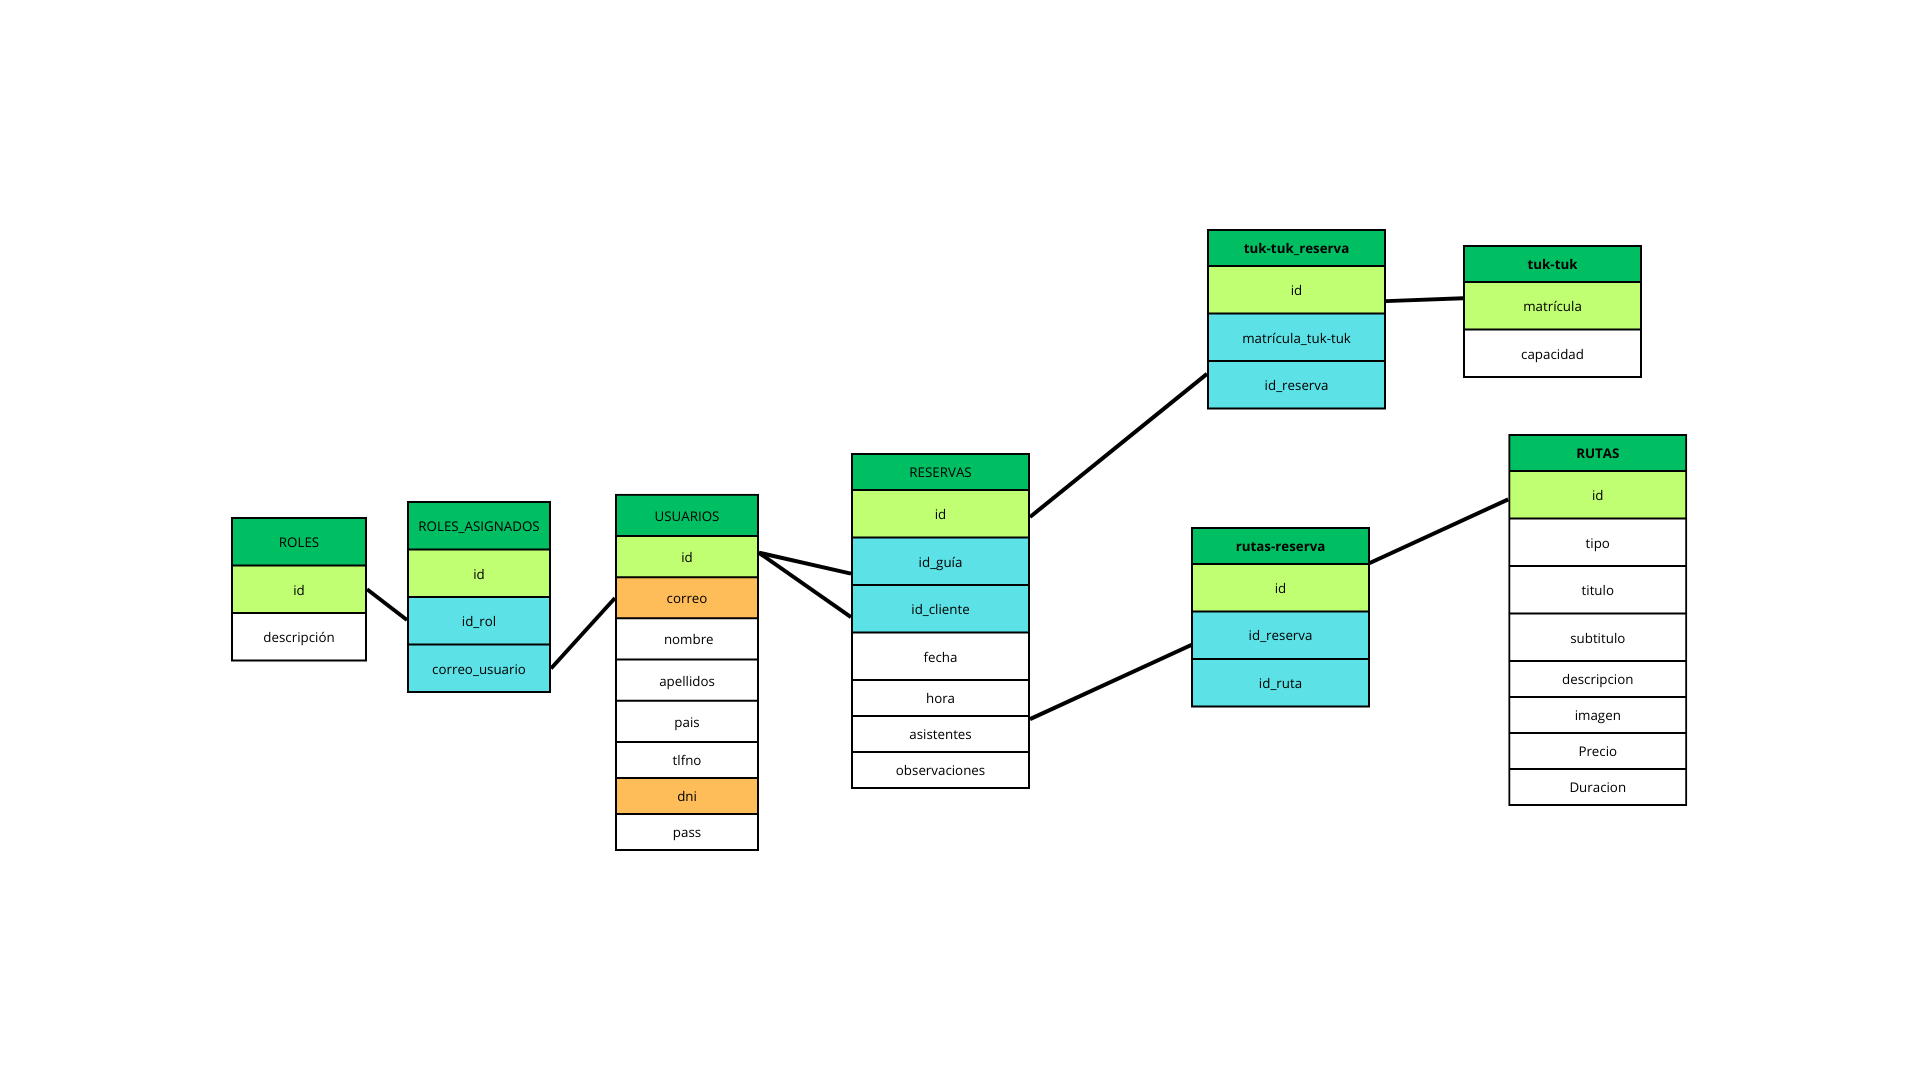 ROLES
id
descripción
ROLES_ASIGNADOS
id
id_rol
correo_usuario
USUARIOS
id
correo
nombre
apellidos
pais
tlfno
dni
pass
RESERVAS
id
id_guía
id_cliente
fecha
hora
asistentes
observaciones
tuk-tuk_reserva
id
matrícula_tuk-tuk
id_reserva
tuk-tuk
matrícula
capacidad
rutas-reserva
id
id_reserva
id_ruta
RUTAS
id
tipo
titulo
subtitulo
descripcion
imagen
Precio
Duracion